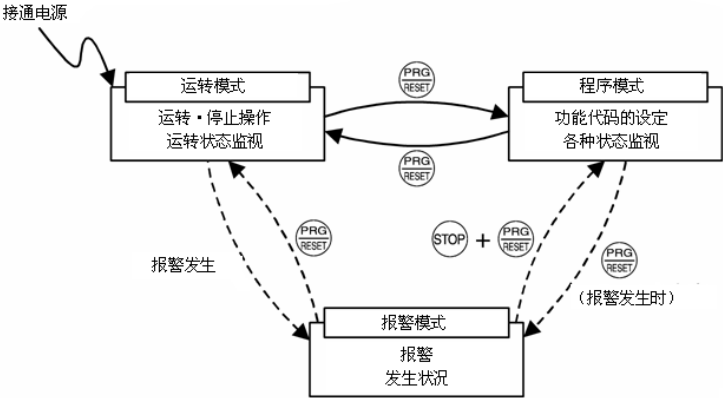 接通电源
运转模式
运转·停止操作
运转状态监视
PRG
RESET
程序模式
功能代码的设定
各种状态监视
PRG
RESET
报警发生
PRG
RESET
STOP + PRG
RESET
PRG
RESET
（报警发生时）
报警模式
报警
发生状况